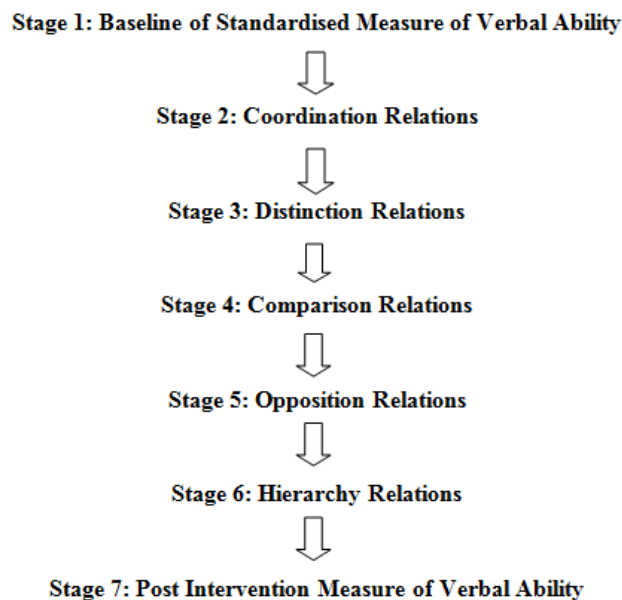 Stage 1: Baseline of Standardised Measure of Verbal Ability
Stage 2: Coordination Relations
Stage 3: Distinction Relations
Stage 4: Comparison Relations
Stage 5: Opposition Relations
Stage 6: Hierarchy Relations
Stage 7: Post Intervention Measure of Verbal Ability